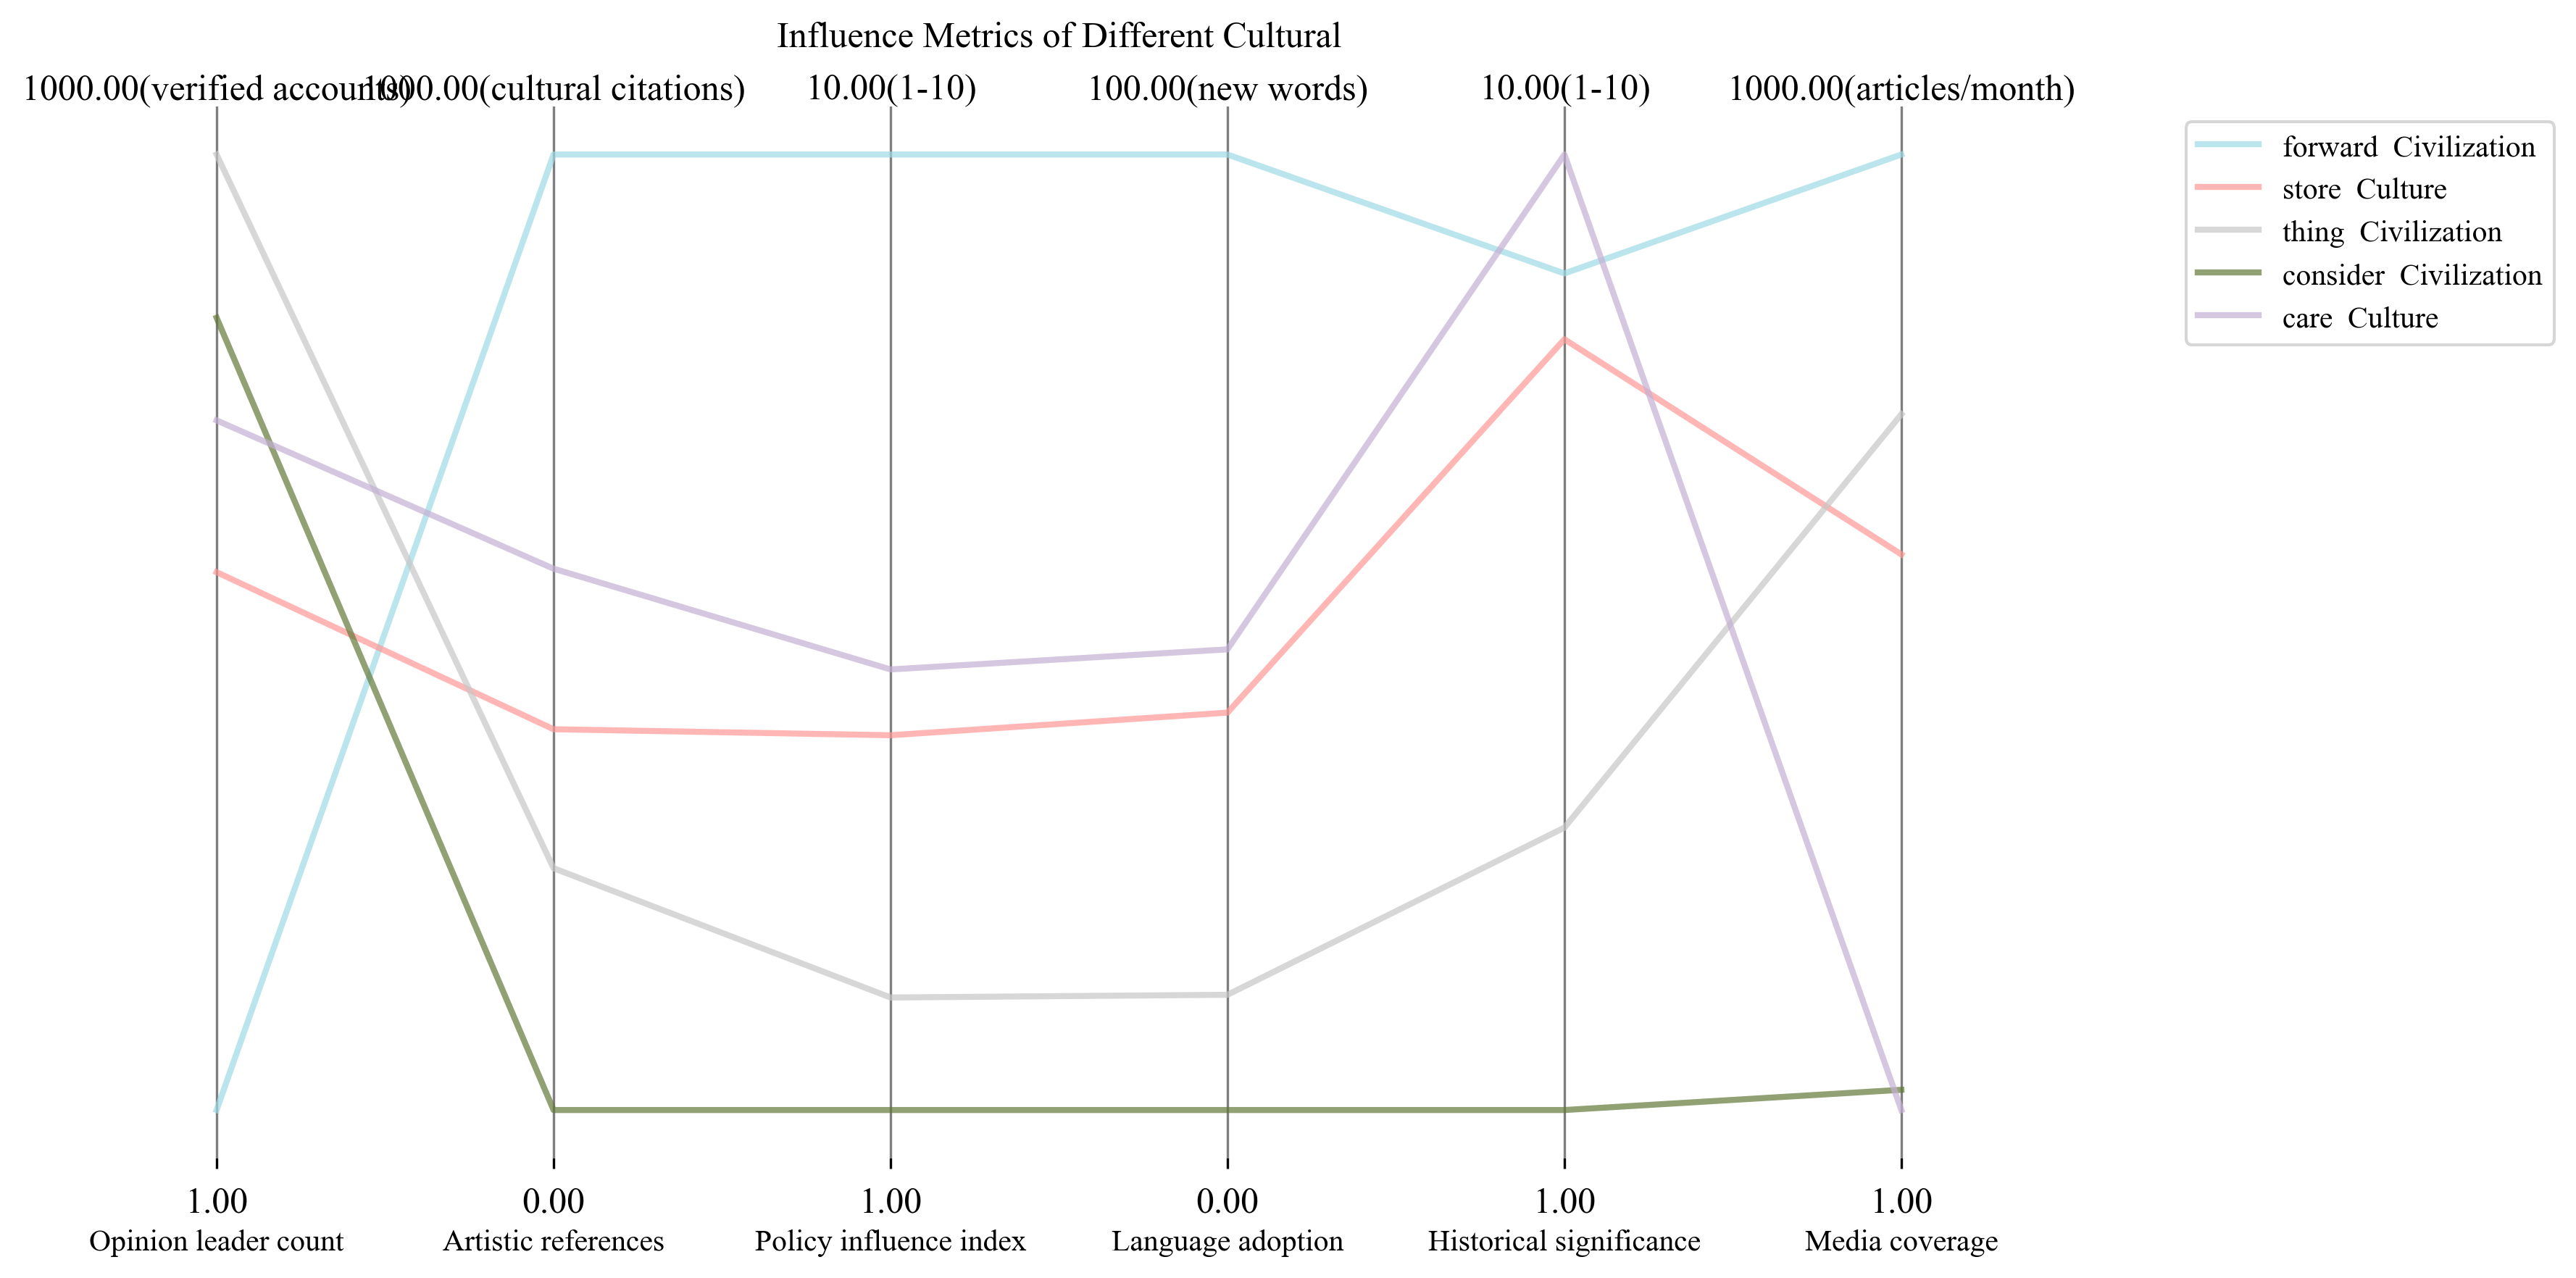 Influence Metrics of Different Cultural
1000.00(verified accounts)
1000.00(cultural citations)
10.00(1-10)
100.00(new words)
10.00(1-10)
1000.00(articles/month)
forward Civilization
store Culture
thing Civilization
consider Civilization
care Culture
1.00
0.00
1.00
0.00
1.00
1.00
Opinion leader count
Artistic references
Policy influence index
Language adoption
Historical significance
Media coverage